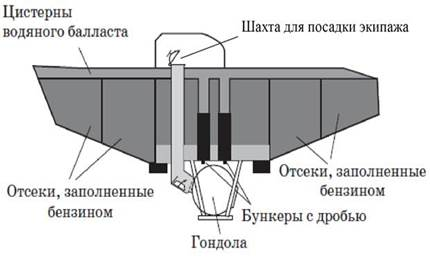 Цистерны
водяного балласта
Шахта для посадки экипажа
Отсеки, заполненные
бензином
Отсеки, заполненные
бензином
Бункеры с дробью
Гондола